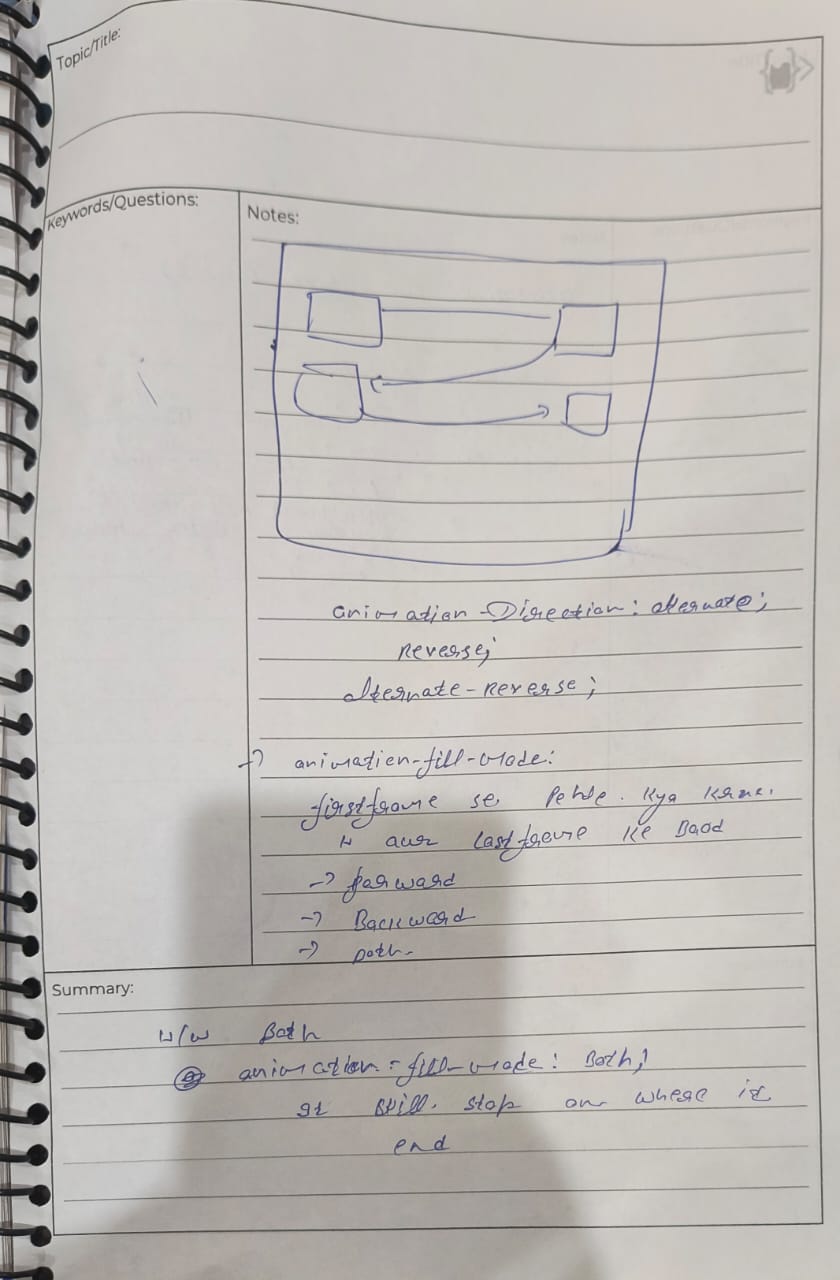 Topic/Title:
Keywords/Questions:
Notes:
animation-Direction: alternate;
reverse;
alternate-reverse;
→ animation-fill-mode:
firstframe se Pehle Kya Karna
aur lastframe Ke Baad
→ forward
→ Backward
→ both
Summary:
H/W Both
animation-fill-mode: Both;
It will stop on where it
end